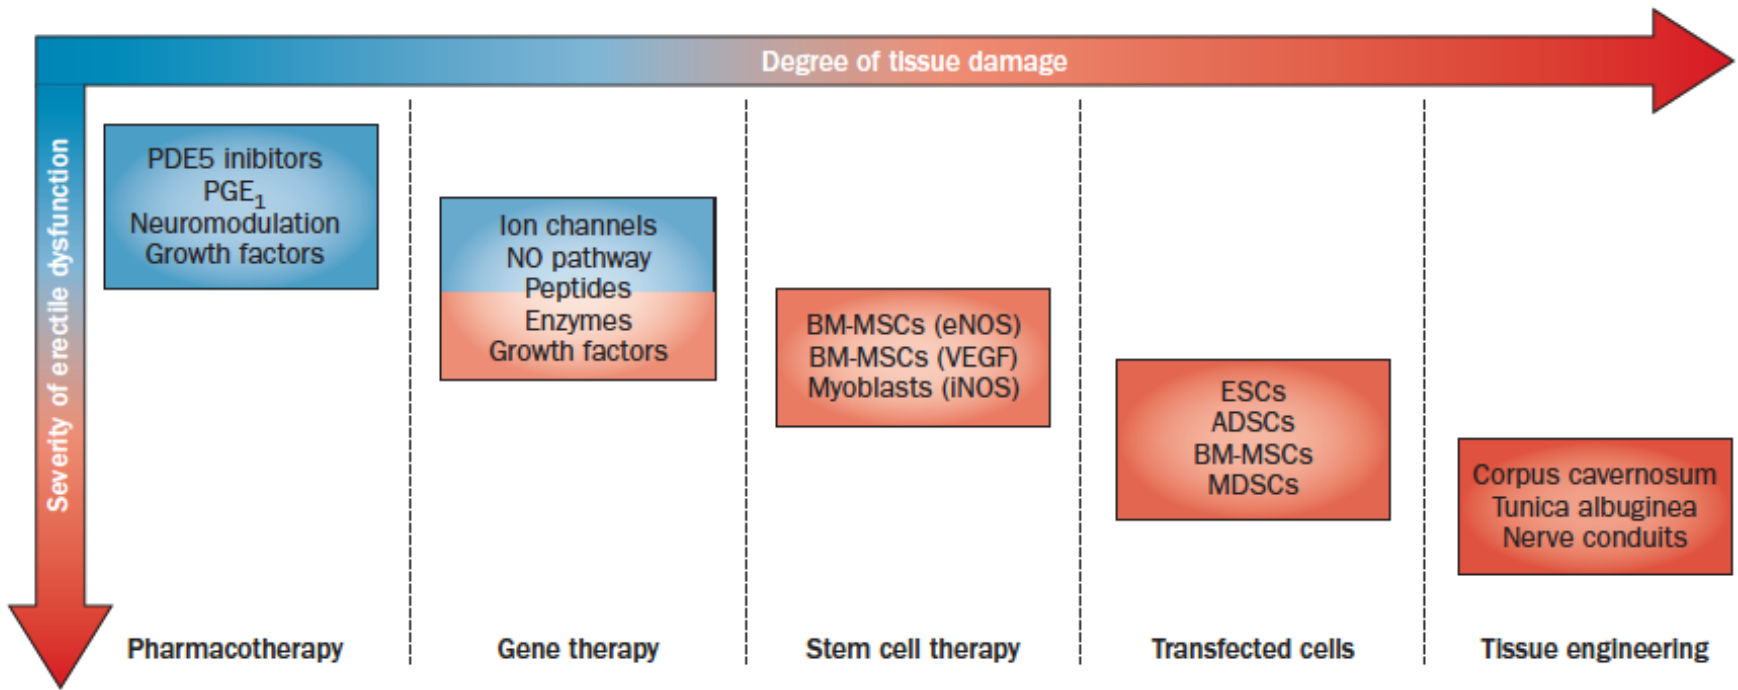 Degree of tissue damage
Severity of erectile dysfunction
PDE5 inibitors
PGE₁
Neuromodulation
Growth factors
Ion channels
NO pathway
Peptides
Enzymes
Growth factors
BM-MSCs (eNOS)
BM-MSCs (VEGF)
Myoblasts (iNOS)
ESCs
ADSCs
BM-MSCs
MDSCs
Corpus cavernosum
Tunica albuginea
Nerve conduits
Pharmacotherapy
Gene therapy
Stem cell therapy
Transfected cells
Tissue engineering